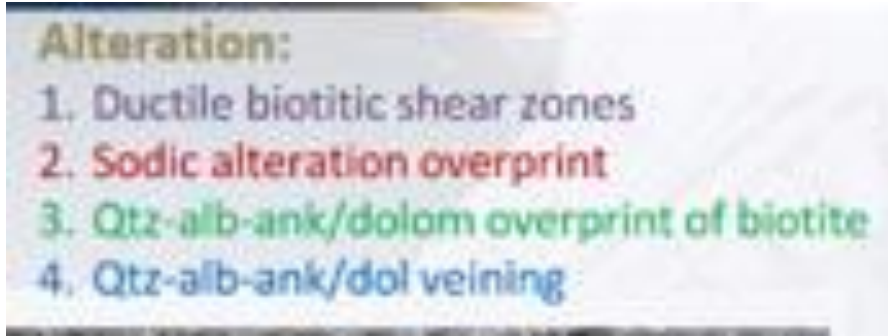 Alteration:
1. Ductile biotitic shear zones
2. Sodic alteration overprint
3. Qtz-alb-ank/dolom overprint of biotite
4. Qtz-alb-ank/dol veining